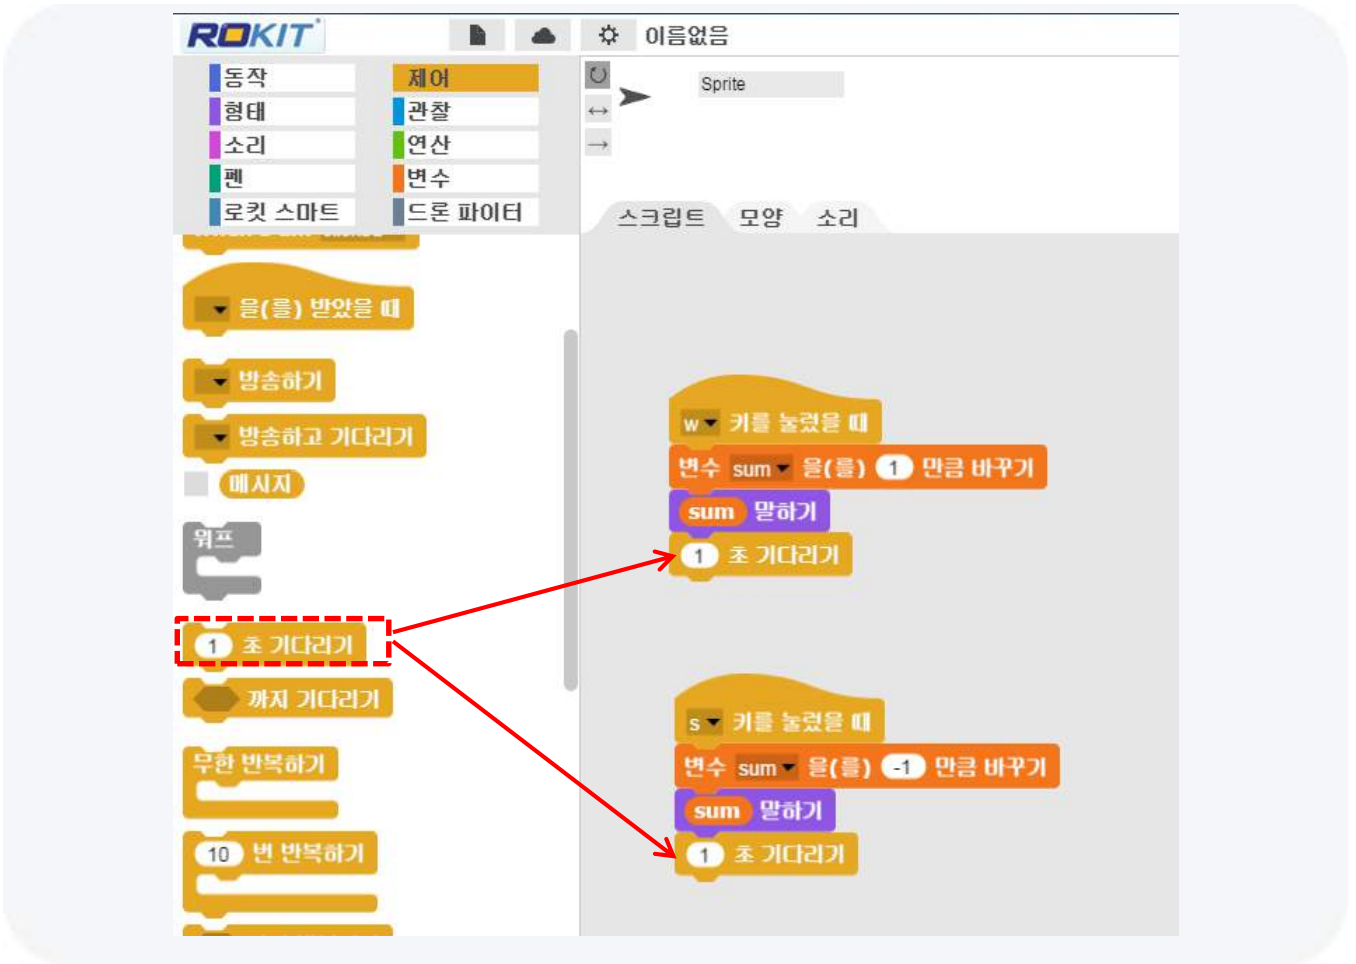 ROKIT
이름없음
동작
제어
형태
관찰
소리
연산
펜
변수
로킷 스마트
드론 파이터
Sprite
스크립트 모양 소리
을(를) 받았을 때
방송하기
방송하고 기다리기
메시지
워프
1 초 기다리기
까지 기다리기
무한 반복하기
10 번 반복하기
w 키를 눌렀을 때
변수 sum 을(를) 1 만큼 바꾸기
sum 말하기
1 초 기다리기
s 키를 눌렀을 때
변수 sum 을(를) -1 만큼 바꾸기
sum 말하기
1 초 기다리기